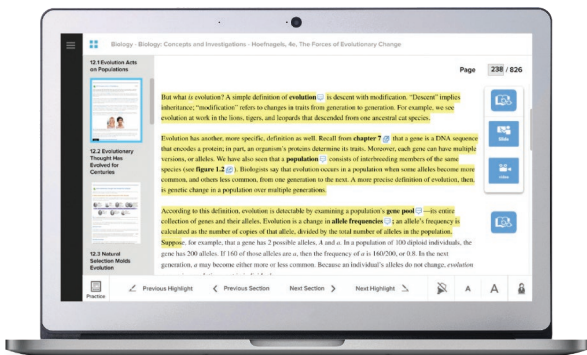 Biology - Biology: Concepts and Investigations - Hoefnagels, 4e, The Forces of Evolutionary Change
12.1 Evolution Acts
on Populations
12.2 Evolutionary
Thought Has
Evolved for
Centuries
12.3 Natural
Selection Molds
Evolution
Page 238 / 826
But what is evolution? A simple definition of evolution is descent with modification. "Descent" implies
inheritance; "modification" refers to changes in traits from generation to generation. For example, we see
evolution at work in the lions, tigers, and leopards that descended from one ancestral cat species.
Evolution has another, more specific, definition as well. Recall from chapter 7 that a gene is a DNA sequence
that encodes a protein; in part, an organism's proteins determine its traits. Moreover, each gene can have multiple
versions, or alleles. We have also seen that a population consists of interbreeding members of the same
species (see figure 1.2). Biologists say that evolution occurs in a population when some alleles become more
common, and others less common, from one generation to the next. A more precise definition of evolution, then,
is genetic change in a population over multiple generations.
According to this definition, evolution is detectable by examining a population's gene pool—its entire
collection of genes and their alleles. Evolution is a change in allele frequencies; an allele's frequency is
calculated as the number of copies of that allele, divided by the total number of alleles in the population.
Suppose, for example, that a gene has 2 possible alleles, A and a. In a population of 100 diploid individuals, the
gene has 200 alleles. If 160 of those alleles are a, then the frequency of a is 160/200, or 0.8. In the next
generation, a may become either more or less common. Because an individual's alleles do not change, evolution
Slide
Video
Practice
Previous Highlight
Previous Section
Next Section
Next Highlight
A
A